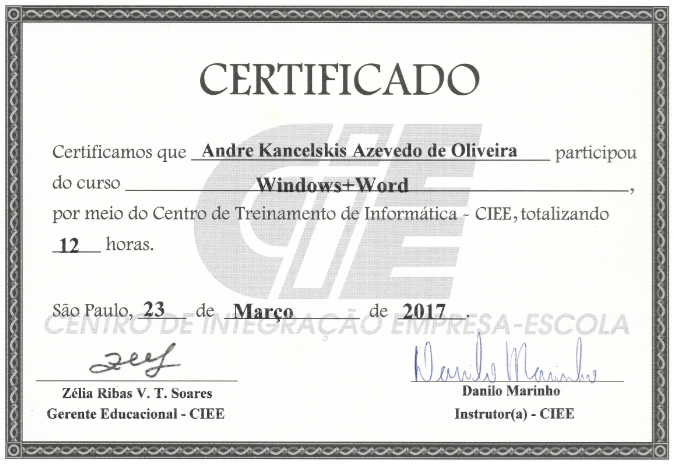 CERTIFICADO
Certificamos que Andre Kancelskis Azevedo de Oliveira participou
do curso Windows+Word,
por meio do Centro de Treinamento de Informática - CIEE, totalizando
12 horas.
CIEE
São Paulo, 23 de Março de 2017.
CENTRO DE INTEGRAÇÃO EMPRESA-ESCOLA
Danilo Marinho
Zélia Ribas V. T. Soares
Gerente Educacional - CIEE
Danilo Marinho
Instrutor(a) - CIEE